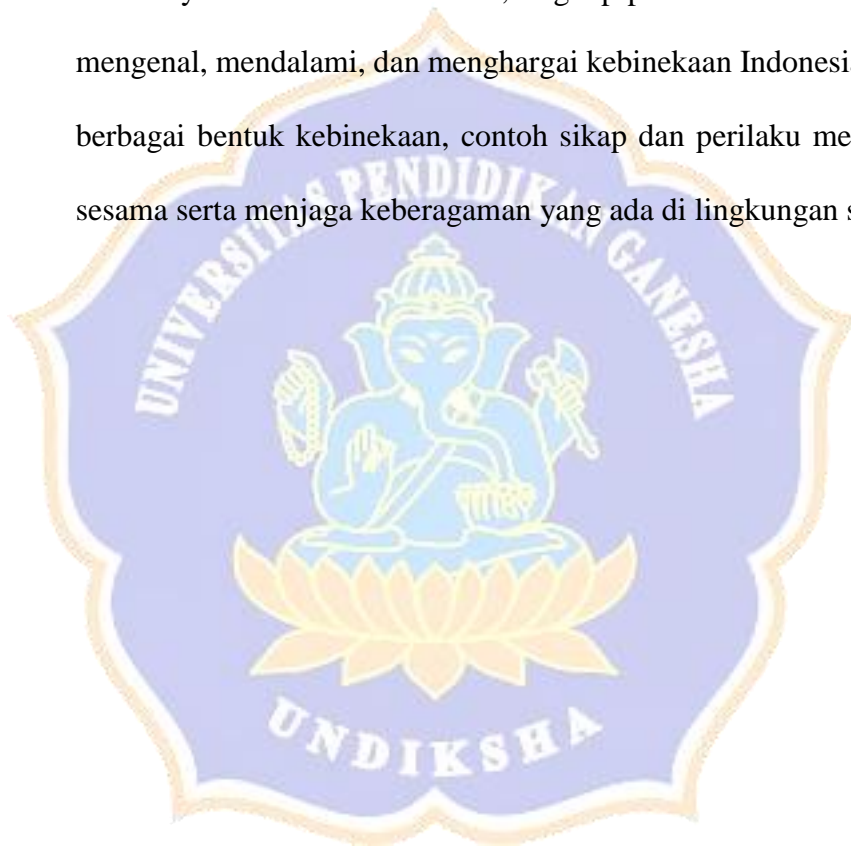 mengenal, mendalami, dan menghargai kebinekaan Indonesia
berbagai bentuk kebinekaan, contoh sikap dan perilaku me
sesama serta menjaga keberagaman yang ada di lingkungan s
UNIVERSITAS PENDIDIKAN GANESHA
UNDIKSHA